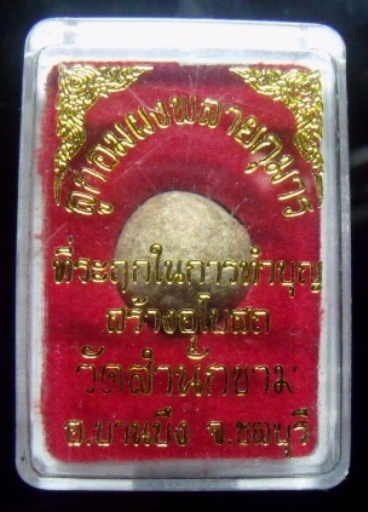 ลูกอมผงพลายกุมาร
ที่ระฤกในการทำบุญ
สร้างอุโบสถ
วัดสำนักขาม
อ.บานบึง จ.ชลบุรี